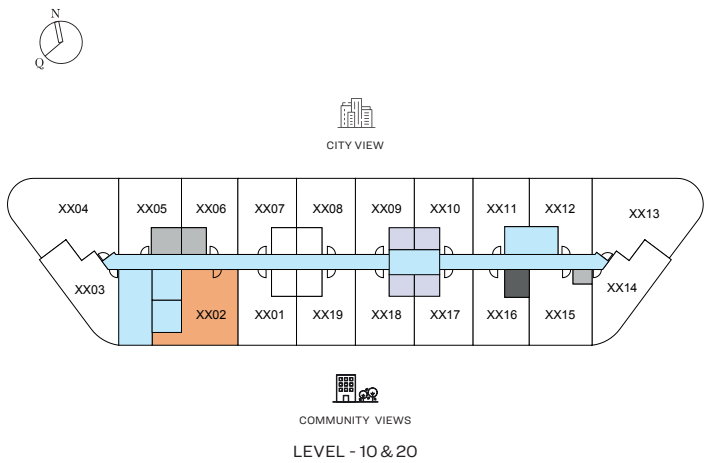 N
Q
CITY VIEW
XX04 XX05 XX06 XX07 XX08 XX09 XX10 XX11 XX12 XX13
XX03 XX14
XX02 XX01 XX19 XX18 XX17 XX16 XX15
COMMUNITY VIEWS
LEVEL - 10 & 20